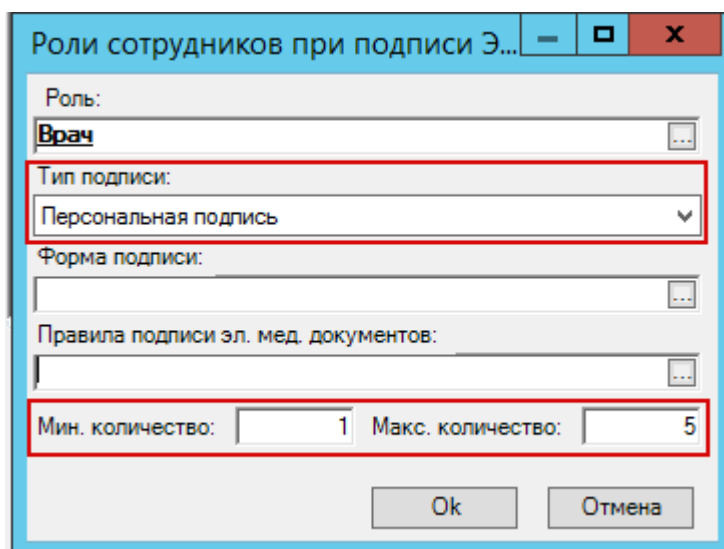 Роли сотрудников при подписи Э...
Роль:
Врач
...
Тип подписи:
Персональная подпись
Форма подписи:
...
Правила подписи эл. мед. документов:
...
Мин. количество: 1 Макс. количество: 5
Ok Отмена